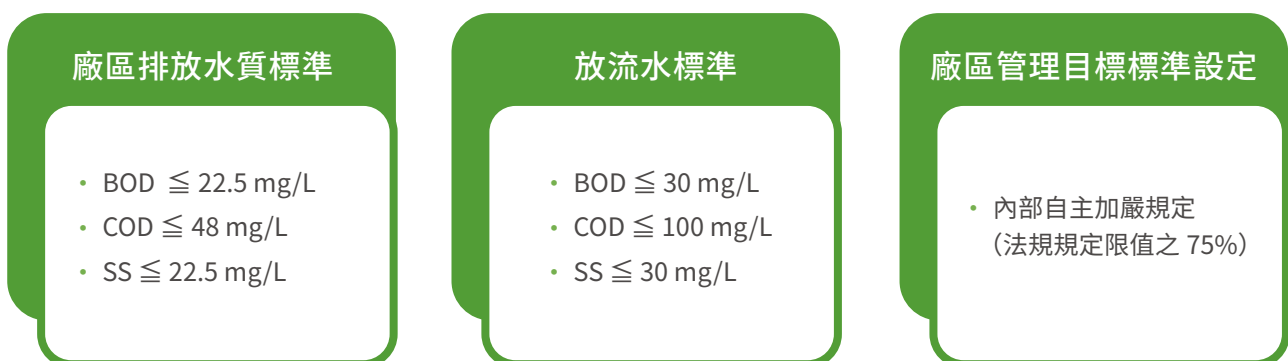 廠區排放水質標準
• BOD ≦ 22.5 mg/L
• COD ≦ 48 mg/L
• SS ≦ 22.5 mg/L
放流水標準
• BOD ≦ 30 mg/L
• COD ≦ 100 mg/L
• SS ≦ 30 mg/L
廠區管理目標標準設定
• 內部自主加嚴規定
（法規規定限值之 75%）